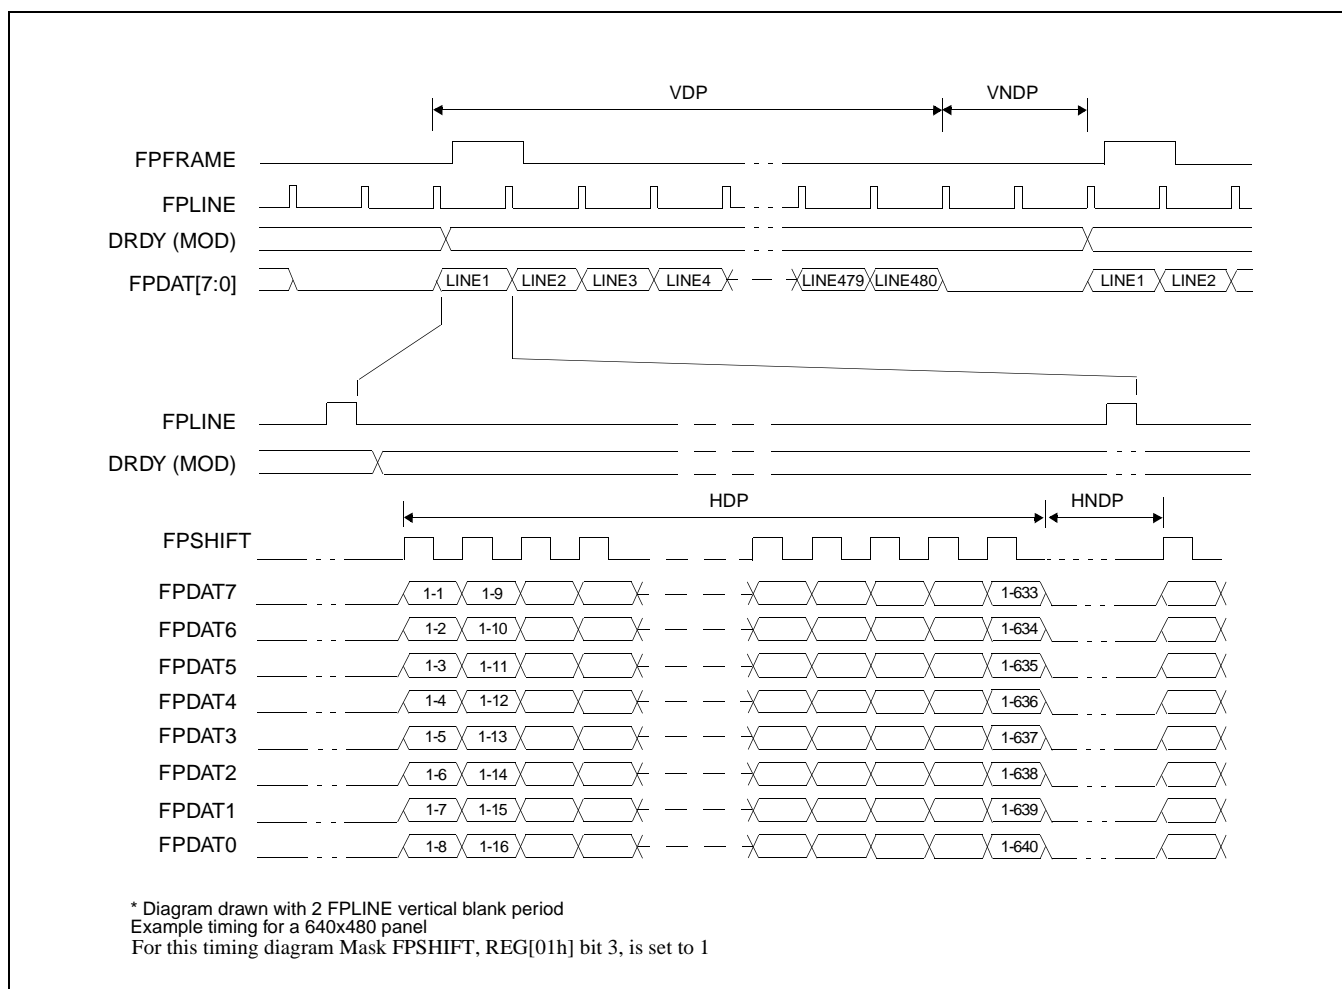 VDP VNDP
FPFRAME
FPLINE
DRDY (MOD)
FPDAT[7:0] LINE1 LINE2 LINE3 LINE4 LINE479 LINE480 LINE1 LINE2
FPLINE
DRDY (MOD)
HDP HNDP
FPSHIFT
FPDAT7 1-1 1-9 1-633
FPDAT6 1-2 1-10 1-634
FPDAT5 1-3 1-11 1-635
FPDAT4 1-4 1-12 1-636
FPDAT3 1-5 1-13 1-637
FPDAT2 1-6 1-14 1-638
FPDAT1 1-7 1-15 1-639
FPDAT0 1-8 1-16 1-640
* Diagram drawn with 2 FPLINE vertical blank period
Example timing for a 640x480 panel
For this timing diagram Mask FPSHIFT, REG[01h] bit 3, is set to 1